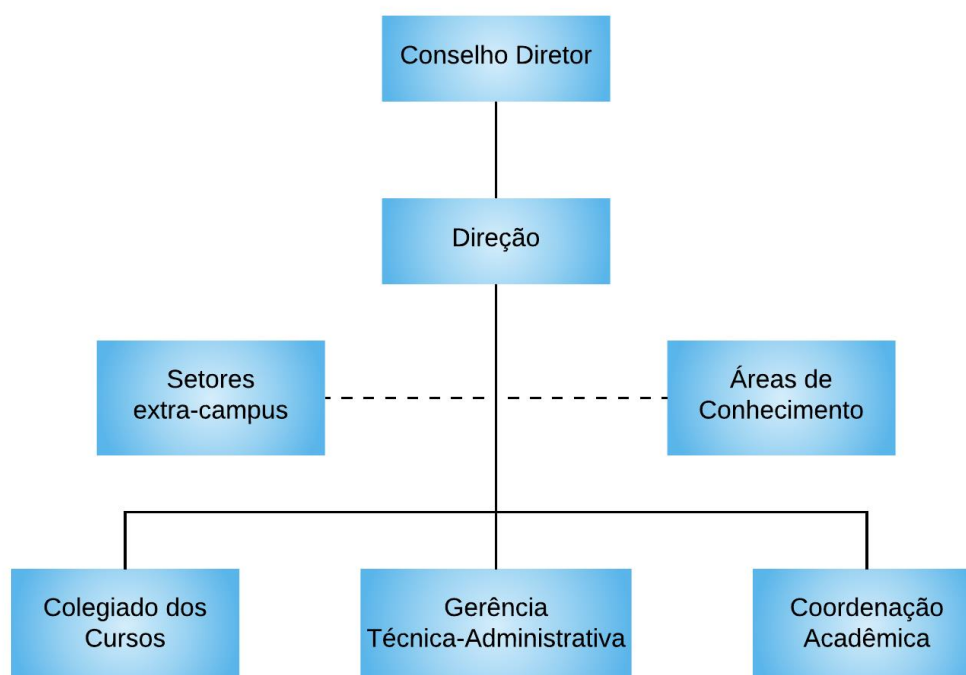 Conselho Diretor
Direção
Setores
extra-campus
Áreas de
Conhecimento
Colegiado dos
Cursos
Gerência
Técnica-Administrativa
Coordenação
Acadêmica